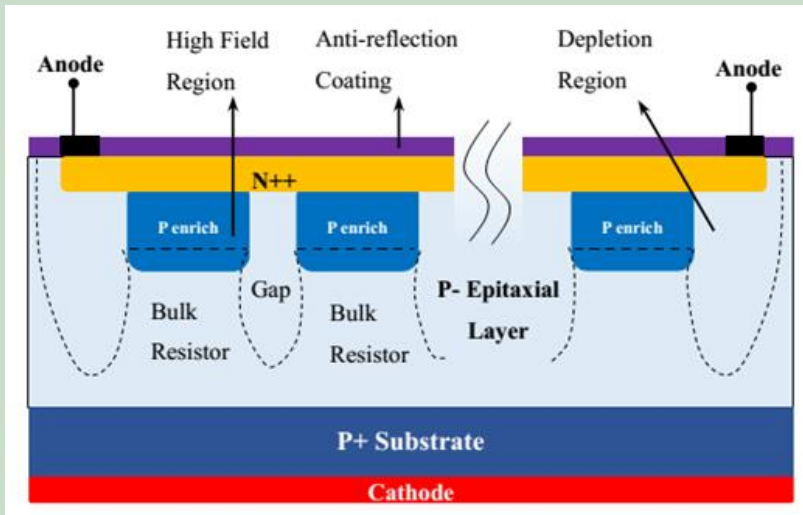 High Field
Region
Anti-reflection
Coating
Depletion
Region
Anode
Anode
N++
P enrich
P enrich
P enrich
Gap
Bulk
Resistor
Bulk
Resistor
P- Epitaxial
Layer
P+ Substrate
Cathode